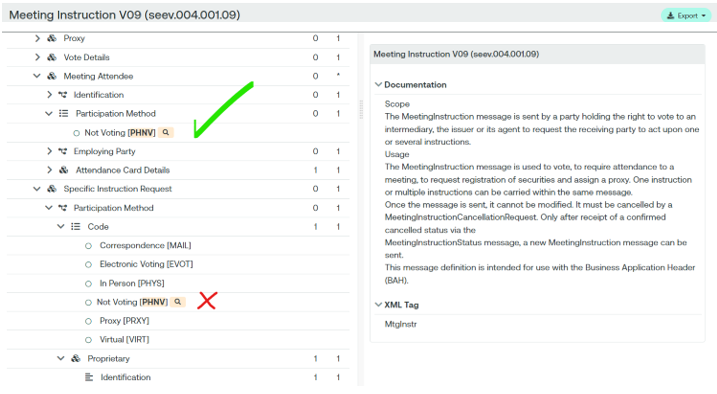 Meeting Instruction V09 (seev.004.001.09)
Export
Proxy 0 1
Vote Details 0 1
Meeting Attendee 0 *
Identification 0 1
Participation Method 0 1
Not Voting [PHNV]
Employing Party 0 1
Attendance Card Details 1 1
Specific Instruction Request 0 1
Participation Method 0 1
Code 1 1
Correspondence [MAIL]
Electronic Voting [EVOT]
In Person [PHYS]
Not Voting [PHNV]
Proxy [PRXY]
Virtual [VIRT]
Proprietary 1 1
Identification 1 1
Meeting Instruction V09 (seev.004.001.09)
Documentation
Scope
The MeetingInstruction message is sent by a party holding the right to vote to an
intermediary, the issuer or its agent to request the receiving party to act upon one
or several instructions.
Usage
The MeetingInstruction message is used to vote, to require attendance to a
meeting, to request registration of securities and assign a proxy. One instruction
or multiple instructions can be carried within the same message.
Once the message is sent, it cannot be modified. It must be cancelled by a
MeetingInstructionCancellationRequest. Only after receipt of a confirmed
cancelled status via the
MeetingInstructionStatus message, a new MeetingInstruction message can be
sent.
This message definition is intended for use with the Business Application Header
(BAH).
XML Tag
MtgInstr